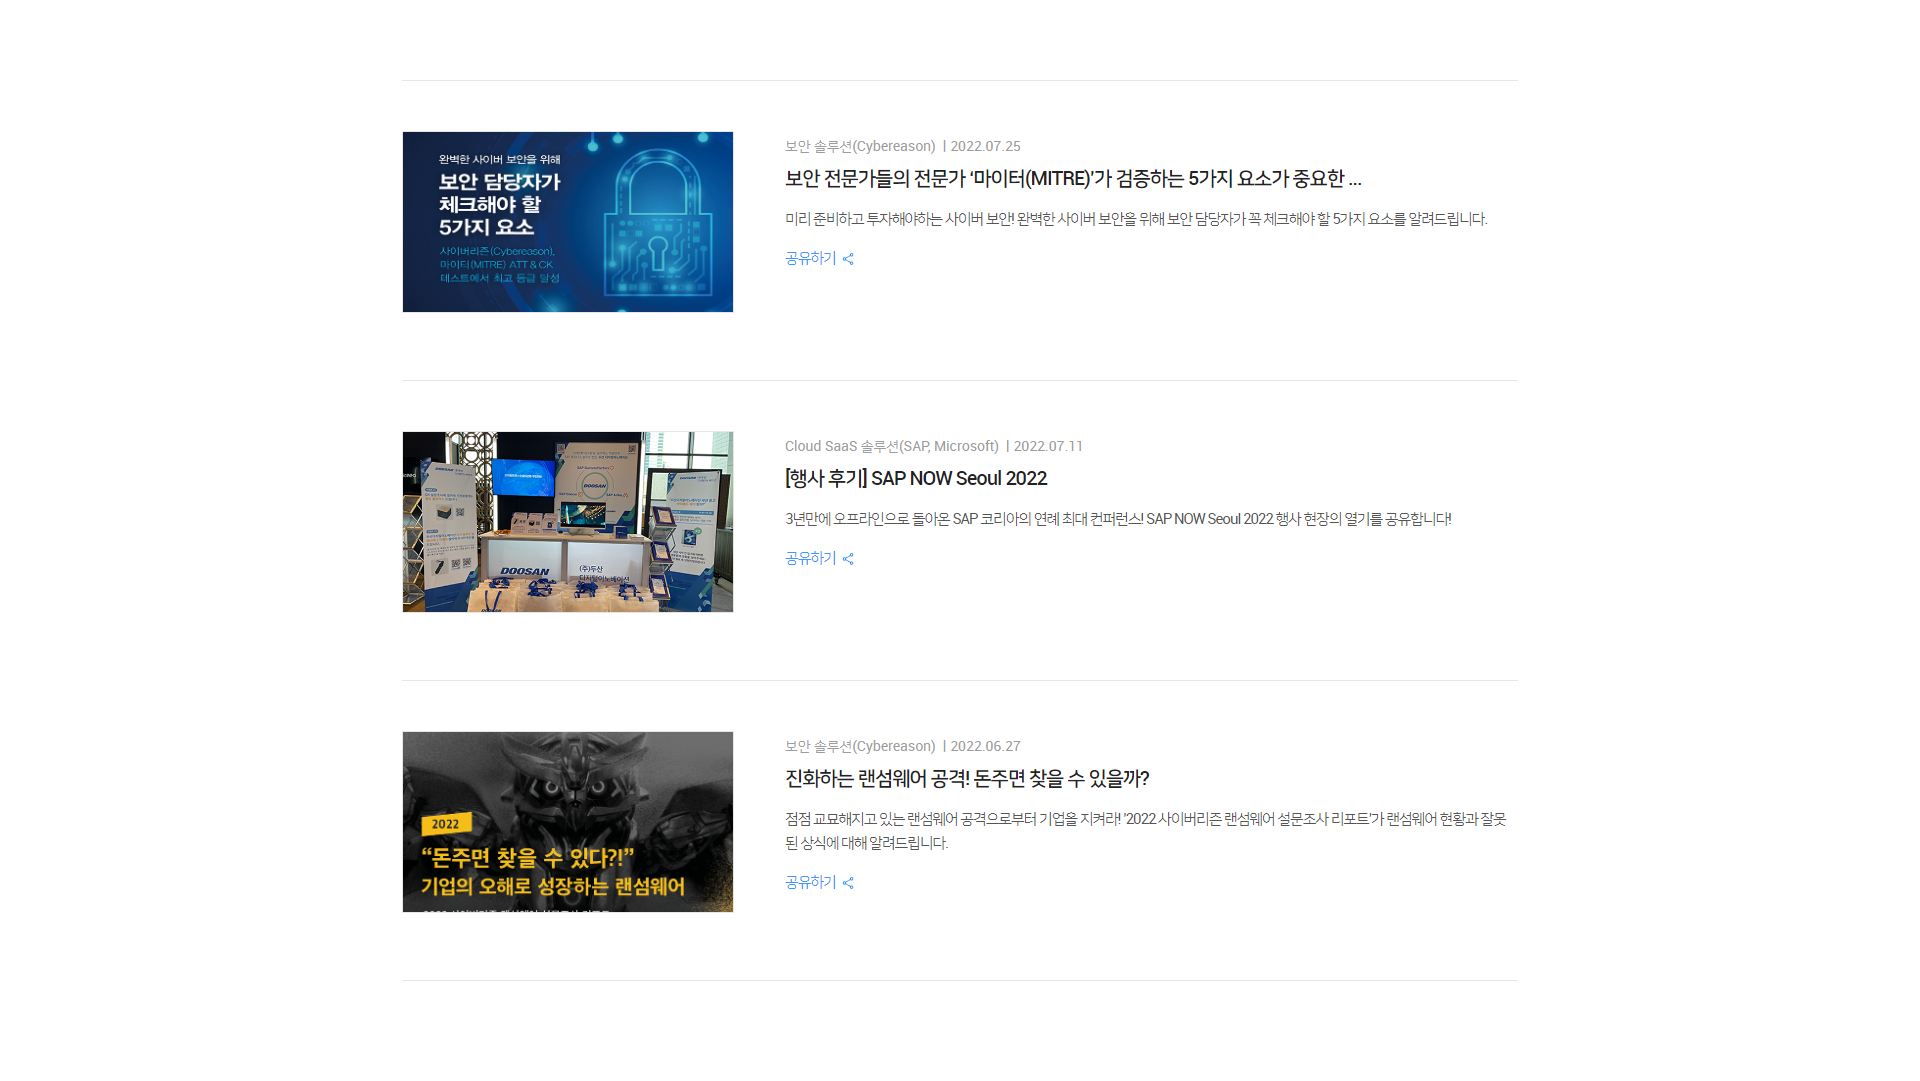 완벽한 사이버 보안을 위해
보안 담당자가
체크해야 할
5가지 요소
사이버리즌(Cybereason),
마이터(MITRE) ATT & CK
테스트에서 최고 등급 달성
보안 솔루션(Cybereason) | 2022.07.25
보안 전문가들의 전문가 ‘마이터(MITRE)’가 검증하는 5가지 요소가 중요한 ...
미리 준비하고 투자해야하는 사이버 보안! 완벽한 사이버 보안을 위해 보안 담당자가 꼭 체크해야 할 5가지 요소를 알려드립니다.
공유하기
DOOSAN
DOOSAN
(주)두산
디지털이노베이션
Cloud SaaS 솔루션(SAP, Microsoft) | 2022.07.11
[행사 후기] SAP NOW Seoul 2022
3년만에 오프라인으로 돌아온 SAP 코리아의 연례 최대 컨퍼런스! SAP NOW Seoul 2022 행사 현장의 열기를 공유합니다!
공유하기
2022
“돈주면 찾을 수 있다?!”
기업의 오해로 성장하는 랜섬웨어
보안 솔루션(Cybereason) | 2022.06.27
진화하는 랜섬웨어 공격! 돈주면 찾을 수 있을까?
점점 교묘해지고 있는 랜섬웨어 공격으로부터 기업을 지켜라! '2022 사이버리즌 랜섬웨어 설문조사 리포트'가 랜섬웨어 현황과 잘못
된 상식에 대해 알려드립니다.
공유하기